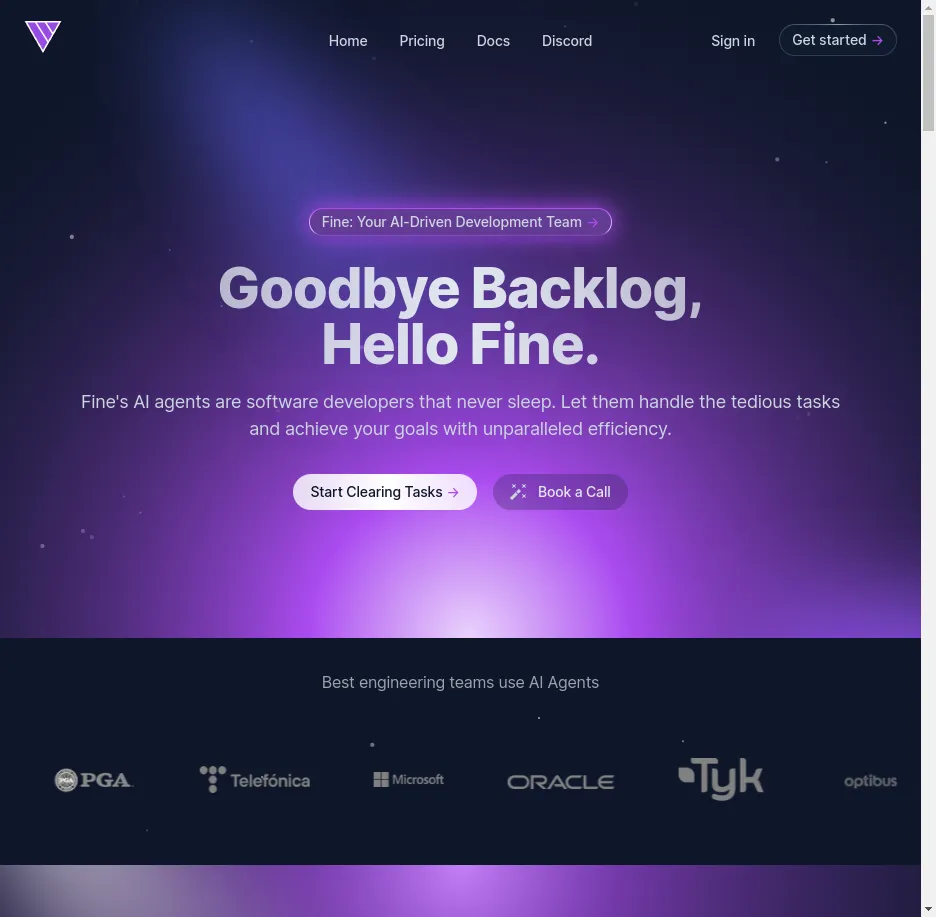 Home Pricing Docs Discord Sign in Get started →
Fine: Your AI-Driven Development Team →
Goodbye Backlog,
Hello Fine.
Fine's AI agents are software developers that never sleep. Let them handle the tedious tasks
and achieve your goals with unparalleled efficiency.
Start Clearing Tasks → Book a Call
Best engineering teams use AI Agents
PGA PGA Telefónica Microsoft ORACLE Tyk optibus